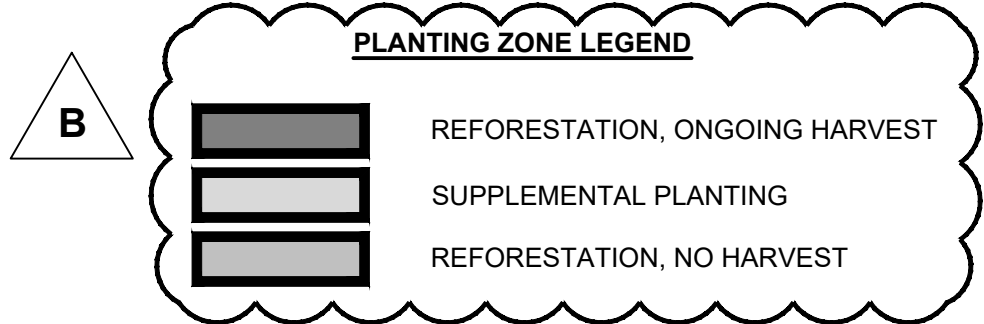 PLANTING ZONE LEGEND
B
REFORESTATION, ONGOING HARVEST
SUPPLEMENTAL PLANTING
REFORESTATION, NO HARVEST